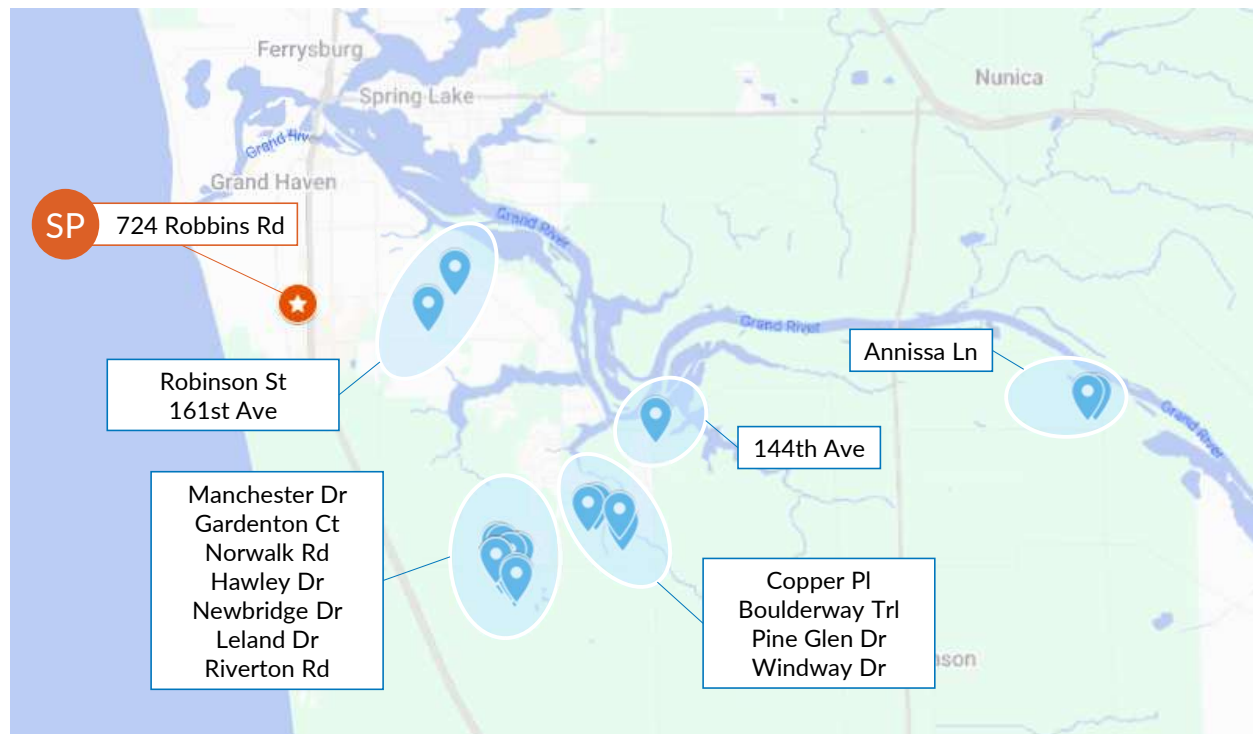 Ferrysburg
Spring Lake
Nunica
Grand Riv
Grand Haven
SP
724 Robbins Rd
Grand River
Grand River
Annissa Ln
Robinson St
161st Ave
Grand River
144th Ave
Manchester Dr
Gardenton Ct
Norwalk Rd
Hawley Dr
Newbridge Dr
Leland Dr
Riverton Rd
Copper Pl
Boulderway Trl
Pine Glen Dr
Windway Dr
nson